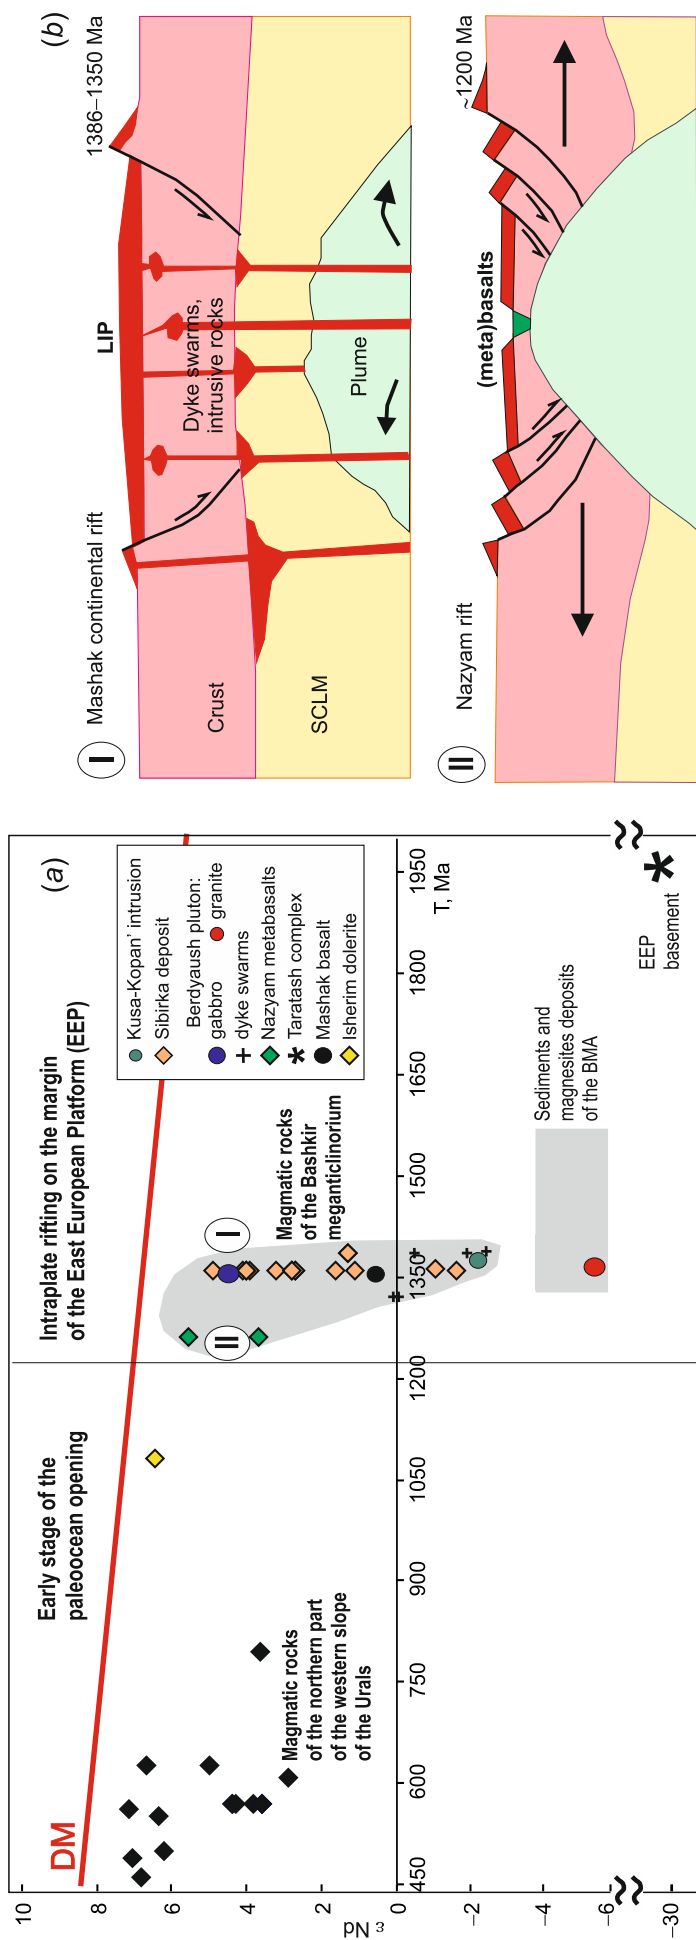 (a)
Early stage of the
paleoocean opening
Intraplate rifting on the margin
of the East European Platform (EEP)
DM
Kusa-Kopan' intrusion
Sibirka deposit
Berdyaush pluton:
gabbro
granite
dyke swarms
Nazyam metabasalts
Taratash complex
Mashak basalt
Isherim dolerite
I
II
Magmatic rocks
of the Bashkir
meganticlinorium
Magmatic rocks
of the northern part
of the western slope
of the Urals
Sediments and
magnesites deposits
of the BMA
EEP
basement
10
8
6
4
2
0
−2
−4
−6
−30
ε Nd
450
600
750
900
1050
1200
1350
1500
1650
1800
1950
T, Ma
(b)
I
Mashak continental rift
1386–1350 Ma
LIP
Crust
Dyke swarms,
intrusive rocks
SCLM
Plume
II
Nazyam rift
~1200 Ma
(meta)basalts